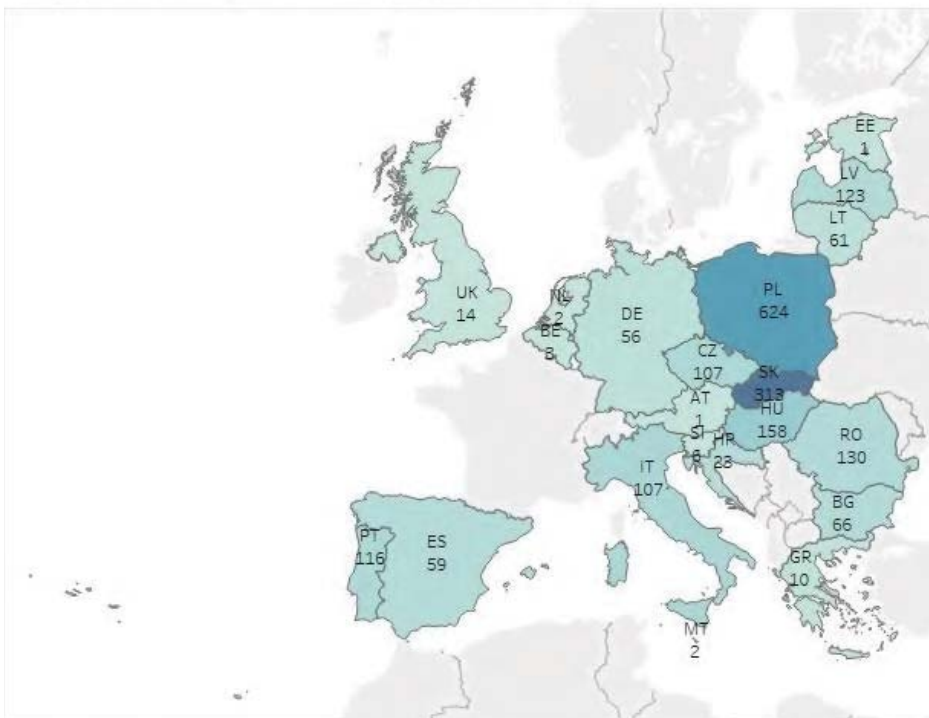 EE
1
LV
123
LT
61
UK
14
NL
2
BE
3
DE
56
PL
624
CZ
107
SK
313
AT
1
HU
158
SI
6
HR
23
RO
130
IT
107
BG
66
PT
116
ES
59
GR
10
MT
2